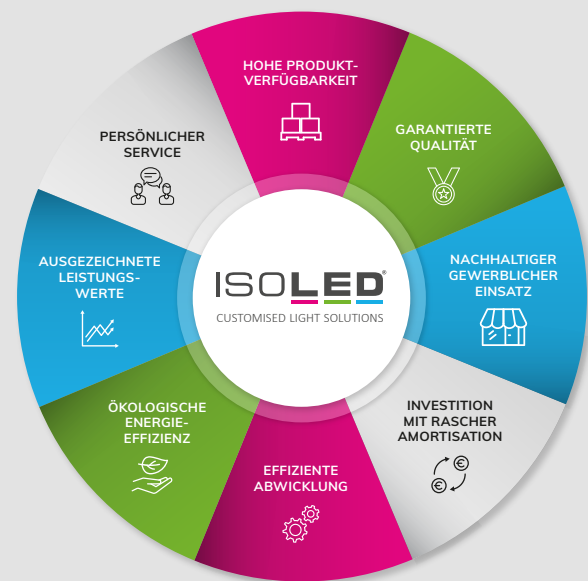 HOHE PRODUKT-
VERFÜGBARKEIT
GARANTIERTE
QUALITÄT
NACHHALTIGER
GEWERBLICHER
EINSATZ
INVESTITION
MIT RASCHER
AMORTISATION
EFFIZIENTE
ABWICKLUNG
ÖKOLOGISCHE
ENERGIE-
EFFIZIENZ
AUSGEZEICHNETE
LEISTUNGS-
WERTE
PERSÖNLICHER
SERVICE
ISOLED®
CUSTOMISED LIGHT SOLUTIONS